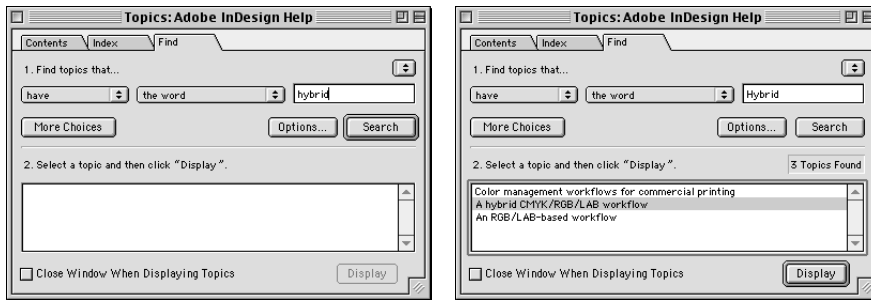 Topics: Adobe InDesign Help
Contents Index Find
1. Find topics that...
have the word hybrid
More Choices Options... Search
2. Select a topic and then click “Display”.
Close Window When Displaying Topics Display
Topics: Adobe InDesign Help
Contents Index Find
1. Find topics that...
have the word Hybrid
More Choices Options... Search
2. Select a topic and then click “Display”. 3 Topics Found
Color management workflows for commercial printing
A hybrid CMYK/RGB/LAB workflow
An RGB/LAB-based workflow
Close Window When Displaying Topics Display